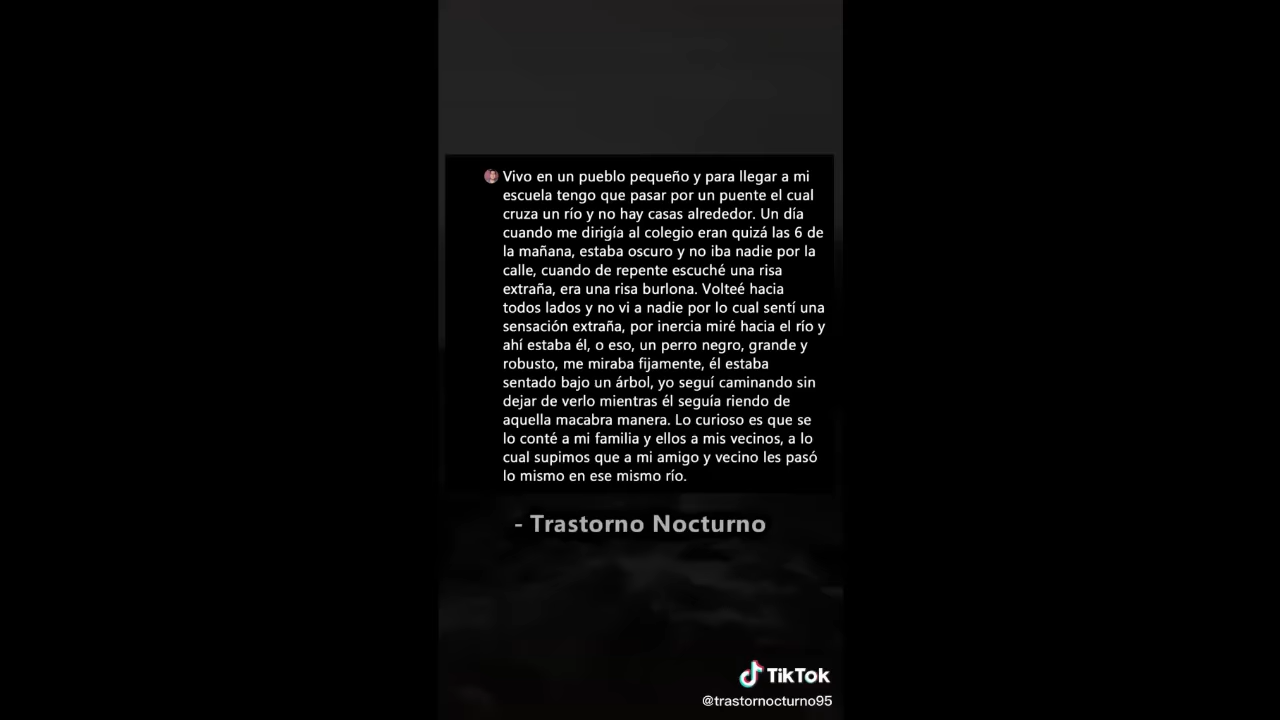 Vivo en un pueblo pequeño y para llegar a mi
escuela tengo que pasar por un puente el cual
cruza un río y no hay casas alrededor. Un día
cuando me dirigía al colegio eran quizá las 6 de
la mañana, estaba oscuro y no iba nadie por la
calle, cuando de repente escuché una risa
extraña, era una risa burlona. Volteé hacia
todos lados y no vi a nadie por lo cual sentí una
sensación extraña, por inercia miré hacia el río y
ahí estaba él, o eso, un perro negro, grande y
robusto, me miraba fijamente, él estaba
sentado bajo un árbol, yo seguí caminando sin
dejar de verlo mientras él seguía riendo de
aquella macabra manera. Lo curioso es que se
lo conté a mi familia y ellos a mis vecinos, a lo
cual supimos que a mi amigo y vecino les pasó
lo mismo en ese mismo río.
- Trastorno Nocturno
TikTok
@trastornocturno95